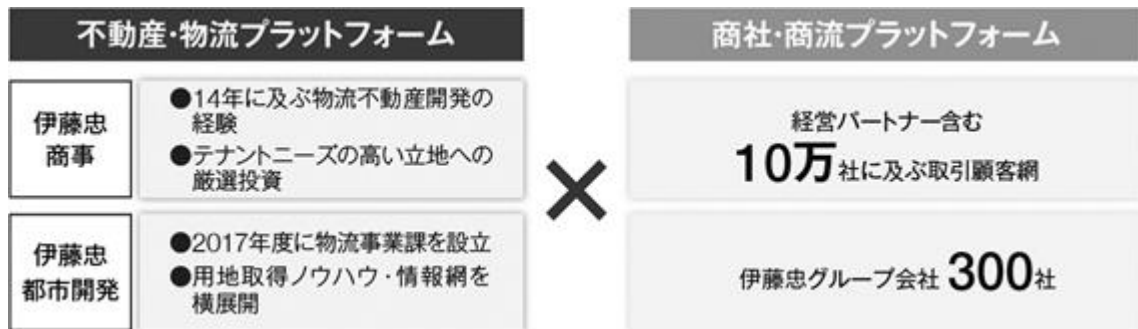 不動産・物流プラットフォーム
商社・商流プラットフォーム
伊藤忠
商事
●14年に及ぶ物流不動産開発の
経験
●テナントニーズの高い立地への
厳選投資
×
経営パートナー含む
10万社に及ぶ取引顧客網
伊藤忠
都市開発
●2017年度に物流事業課を設立
●用地取得ノウハウ・情報網を
横展開
伊藤忠グループ会社 300社